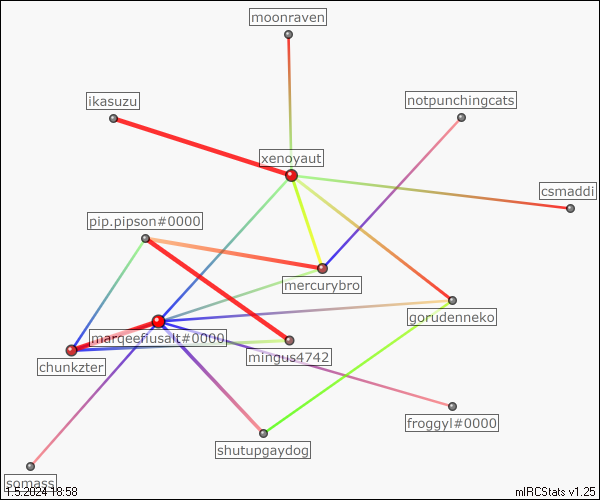 moonraven
ikasuzu
notpunchingcats
xenoyaut
csmaddi
pip.pipson#0000
mercurybro
gorudenneko
marqeefiusalt#0000
mingus4742
chunkzter
froggyl#0000
shutupgaydog
somass
1.5.2024 18:58
mIRCStats v1.25